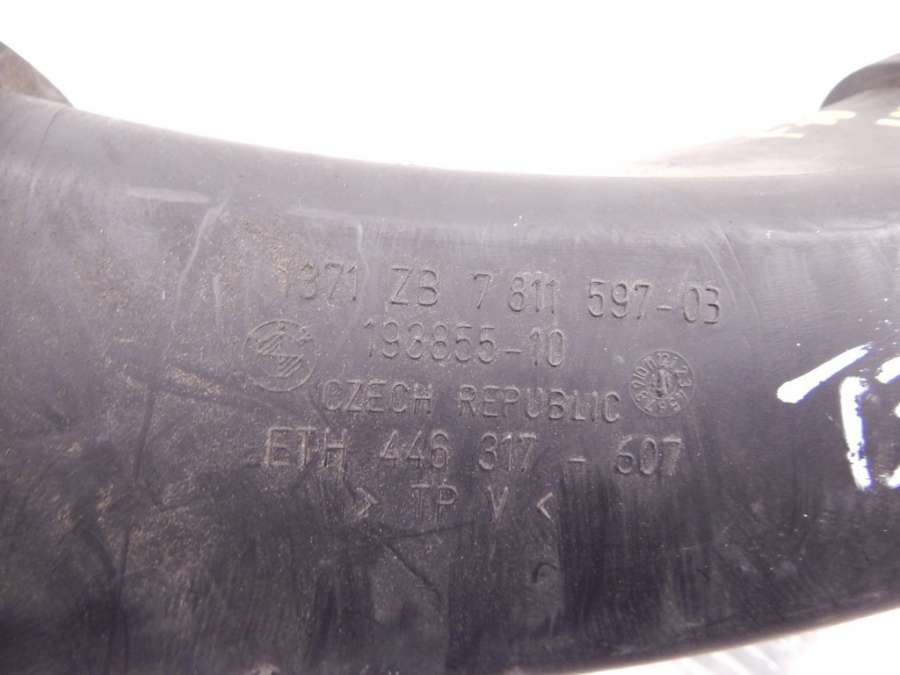 1371 ZB 7 811 597-03
193855-10
CZECH REPUBLIC
ETH 446 317 - 607
> TP V <